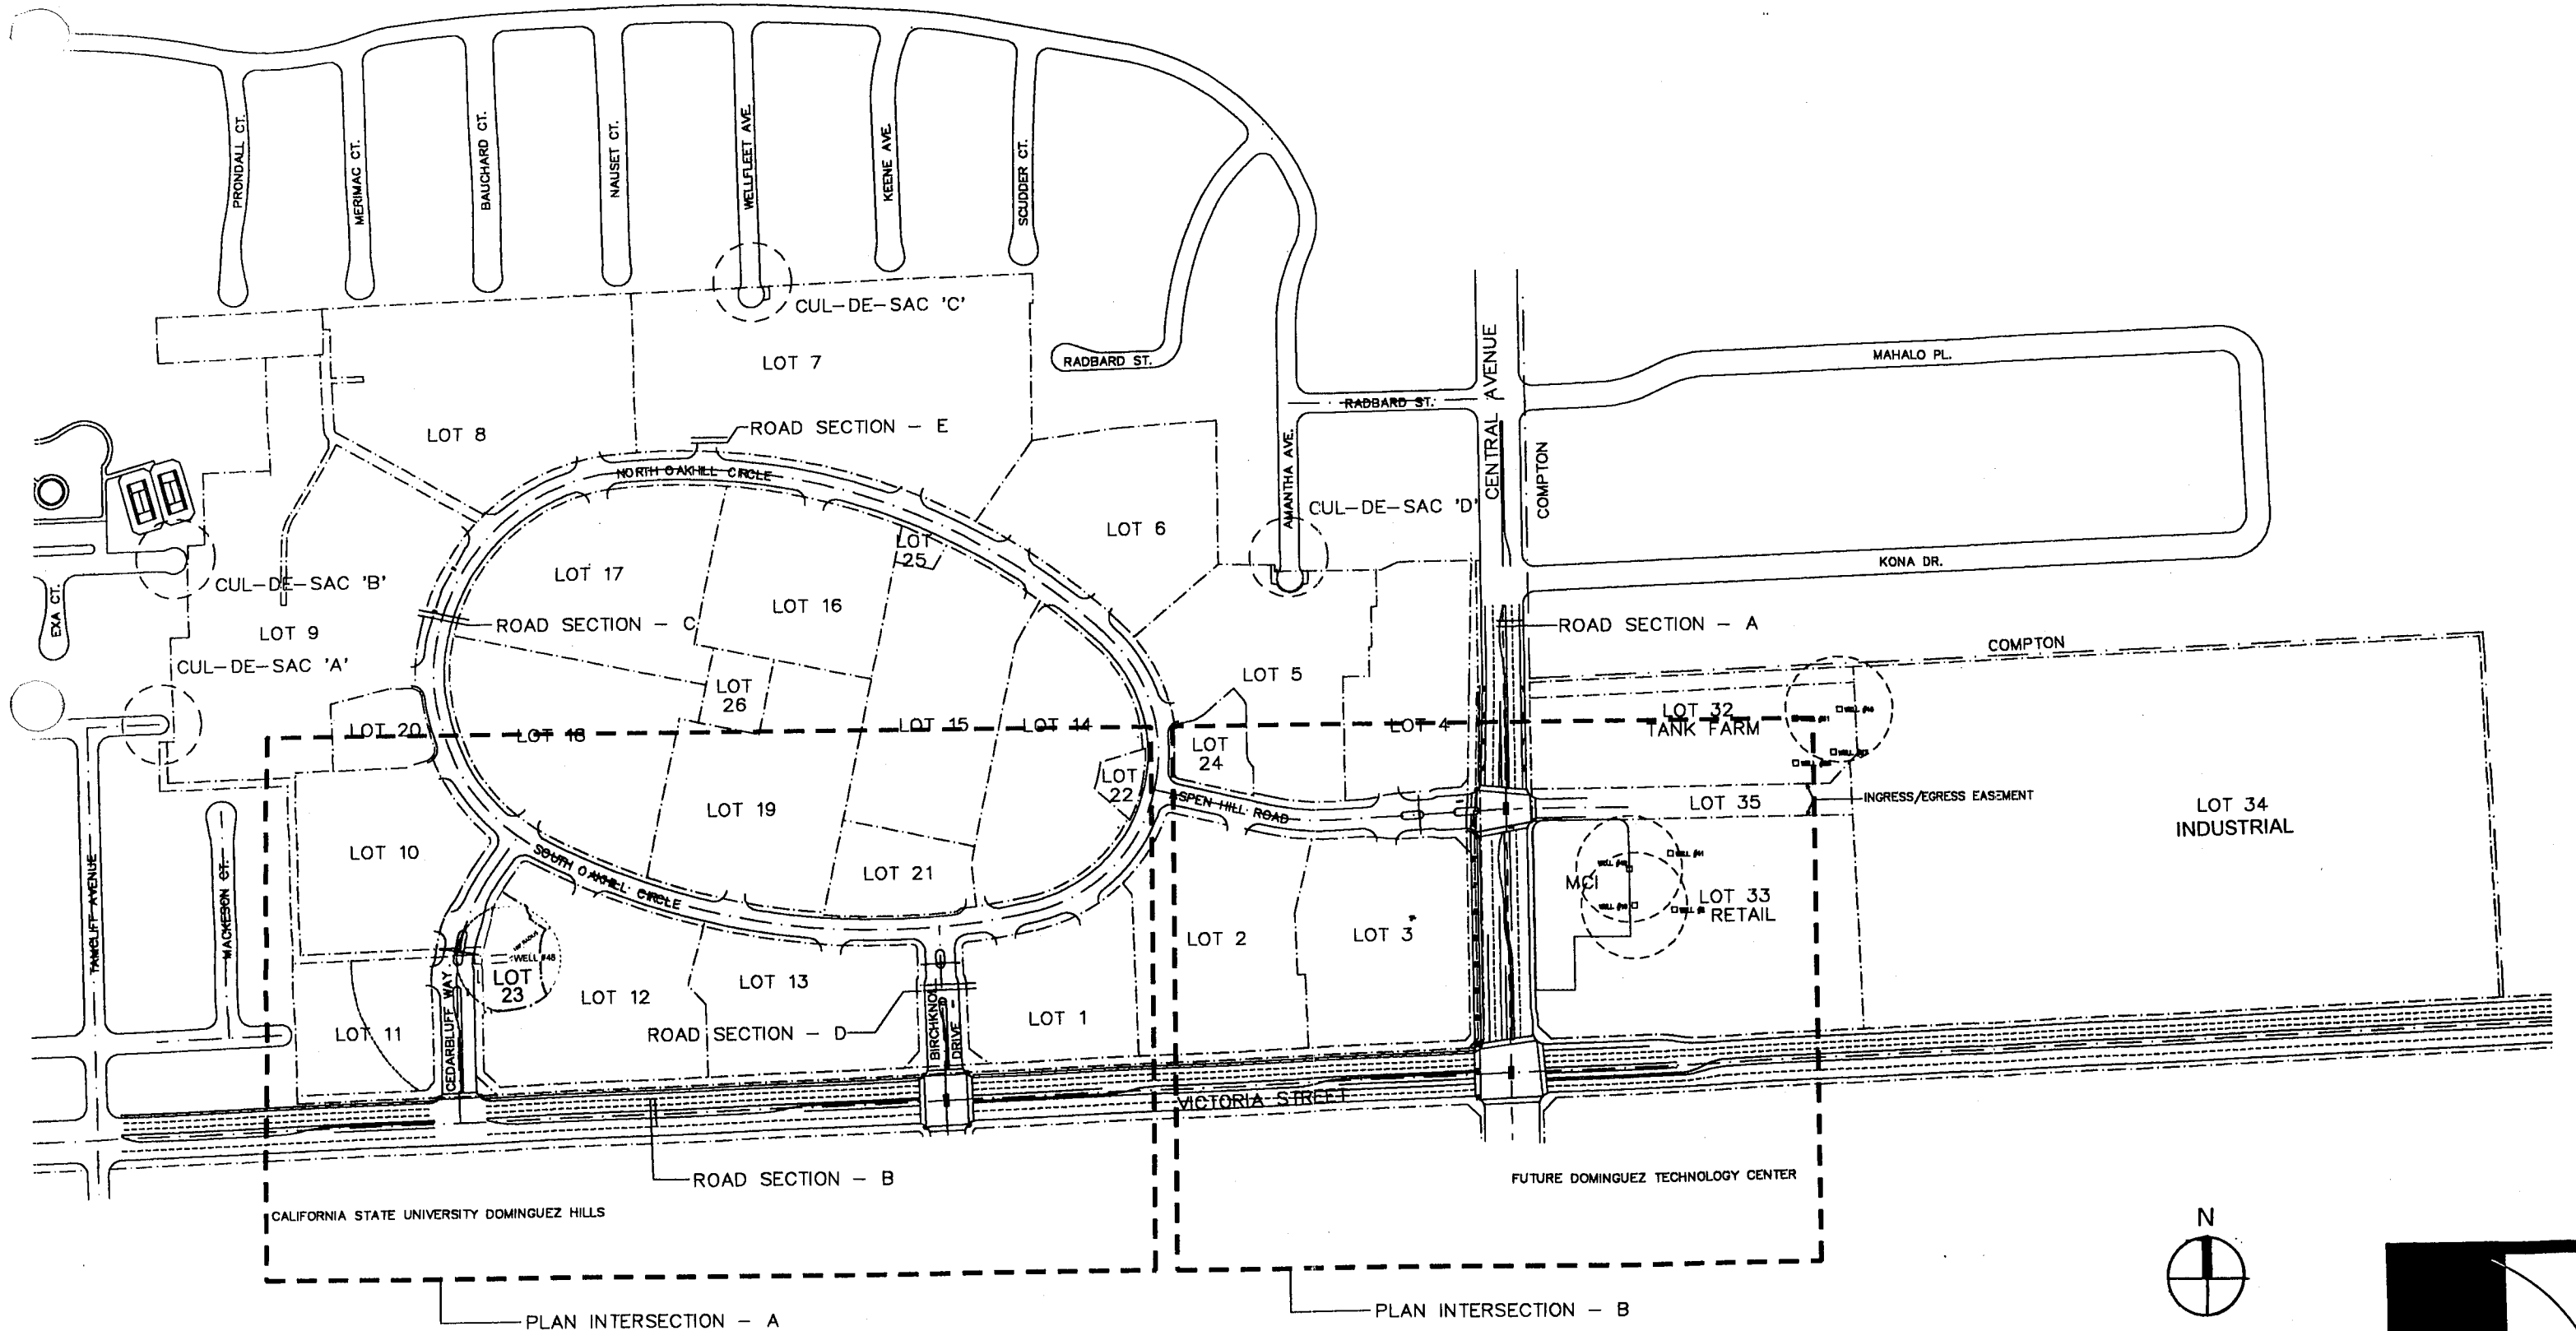 PRONDALL CT.
MERIMAC CT.
BAUCHARD CT.
NAUSET CT.
WELLFLEET AVE.
KEENE AVE.
SCUDDER CT.
CUL-DE-SAC 'C'
LOT 7
RADBARD ST.
CENTRAL AVENUE
MAHALO PL.
RADBARD ST.
LOT 8
ROAD SECTION - E
AMANTHA AVE.
COMPTON
NORTH OAKHILL CIRCLE
CUL-DE-SAC 'D'
LOT 6
LOT
25
KONA DR.
LOT 17
CUL-DE-SAC 'B'
EXA CT.
LOT 16
LOT 9
ROAD SECTION - C
ROAD SECTION - A
COMPTON
CUL-DE-SAC 'A'
LOT 5
LOT
26
LOT 20
LOT 18
LOT 15
LOT 14
LOT 4
LOT 32
TANK FARM
LOT
24
LOT
22
ASPEN HILL ROAD
LOT 35
INGRESS/EGRESS EASEMENT
LOT 34
INDUSTRIAL
LOT 19
LOT 10
TAMCLIFF AVENUE
MACKESON CT.
SOUTH OAKHILL CIRCLE
LOT 21
MCI
LOT 33
RETAIL
LOT 2
LOT 3
WELL #48
LOT
23
LOT 12
LOT 13
LOT 1
LOT 11
CEDARBLUFF WAY
ROAD SECTION - D
BIRCHKNOLL
DRIVE
VICTORIA STREET
ROAD SECTION - B
FUTURE DOMINGUEZ TECHNOLOGY CENTER
CALIFORNIA STATE UNIVERSITY DOMINGUEZ HILLS
N
PLAN INTERSECTION - A
PLAN INTERSECTION - B